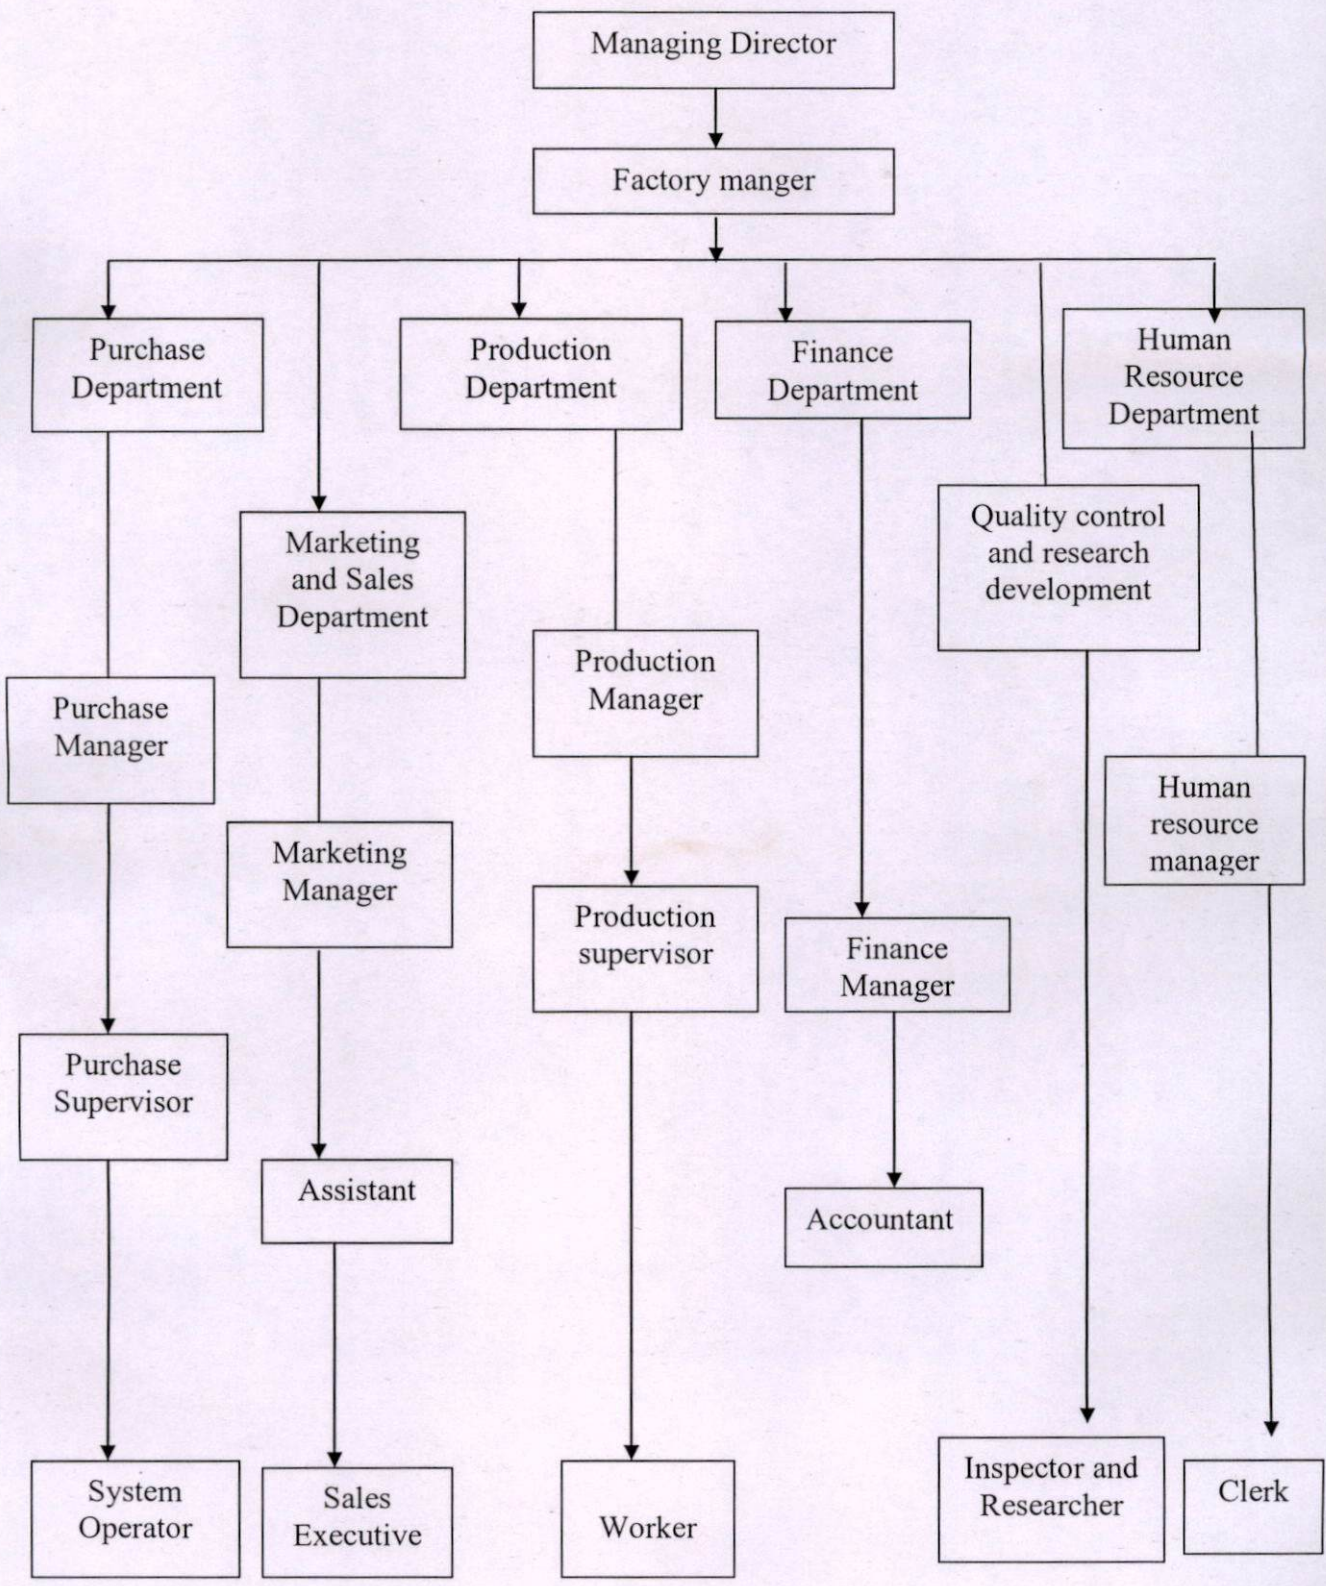 Managing Director
Factory manger
Purchase
Department
Production
Department
Finance
Department
Human
Resource
Department
Marketing
and Sales
Department
Quality control
and research
development
Purchase
Manager
Production
Manager
Human
resource
manager
Marketing
Manager
Production
supervisor
Finance
Manager
Purchase
Supervisor
Assistant
Accountant
System
Operator
Sales
Executive
Worker
Inspector and
Researcher
Clerk